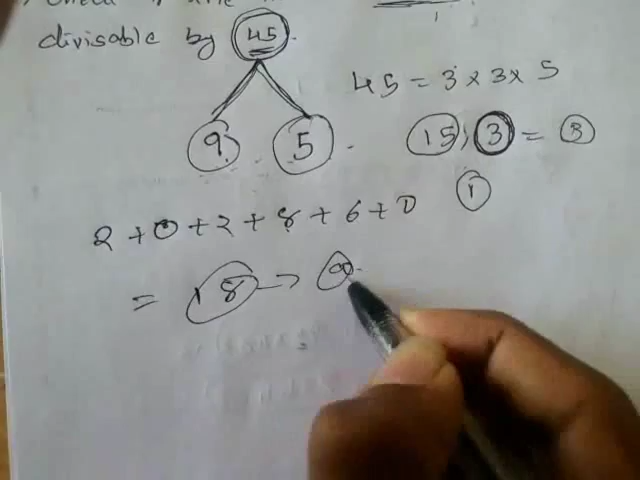 divisable by 45
9 5
45 = 3 × 3 × 5
15, 3 = 3
1
2 + 0 + 2 + 8 + 6 + 0
= 18 → 9